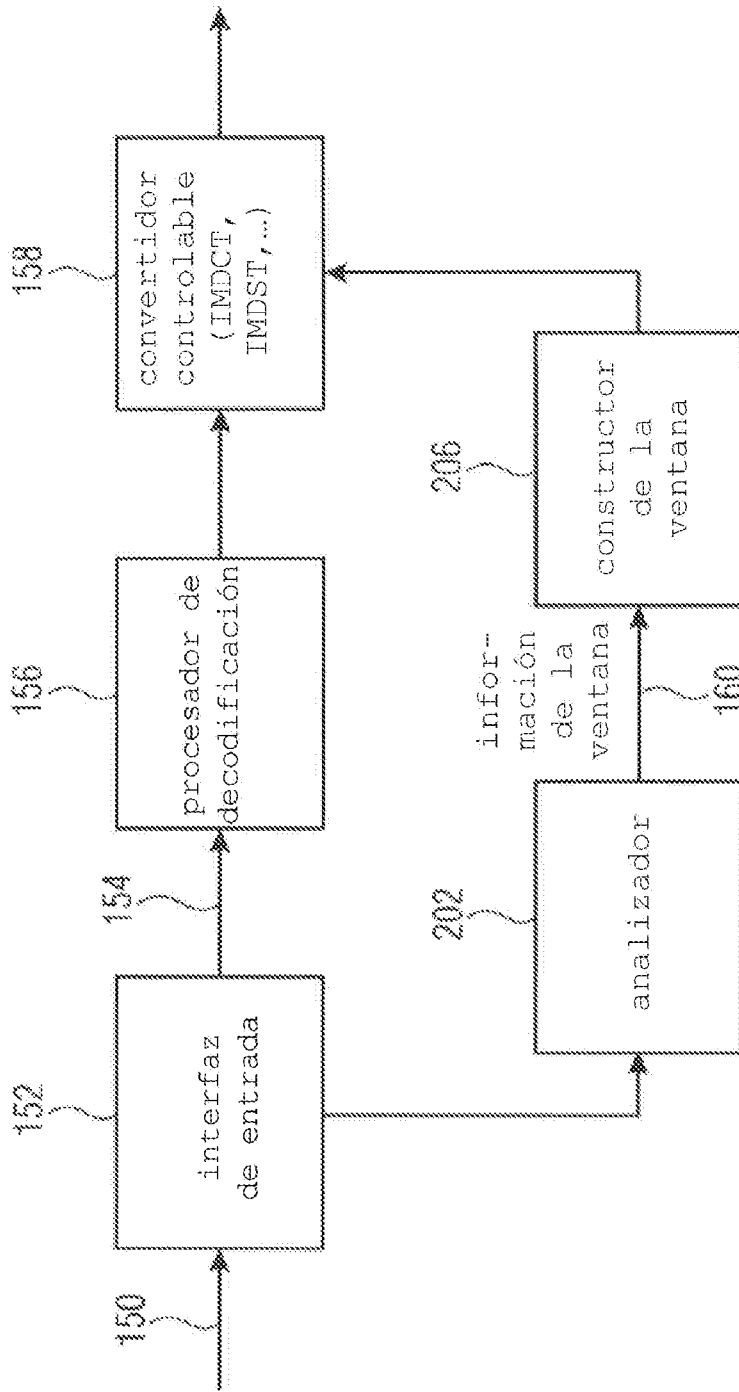 150
152
interfaz
de entrada
154
156
procesador de
decodificación
158
convertidor
controlable
(IMDCT,
IMDST,…)
202
analizador
infor-
mación
de la
ventana
160
206
constructor
de la
ventana